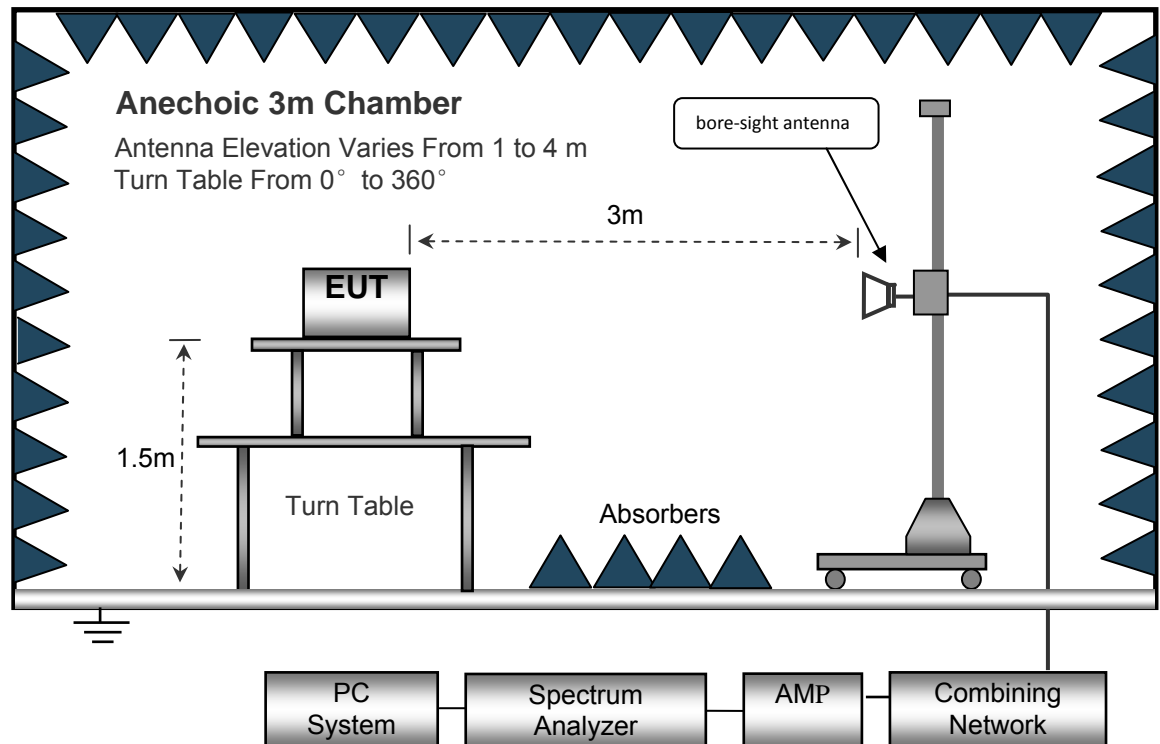 Anechoic 3m Chamber
Antenna Elevation Varies From 1 to 4 m
Turn Table From 0° to 360°
bore-sight antenna
3m
EUT
1.5m
Turn Table
Absorbers
PC
System
Spectrum
Analyzer
AMP
Combining
Network